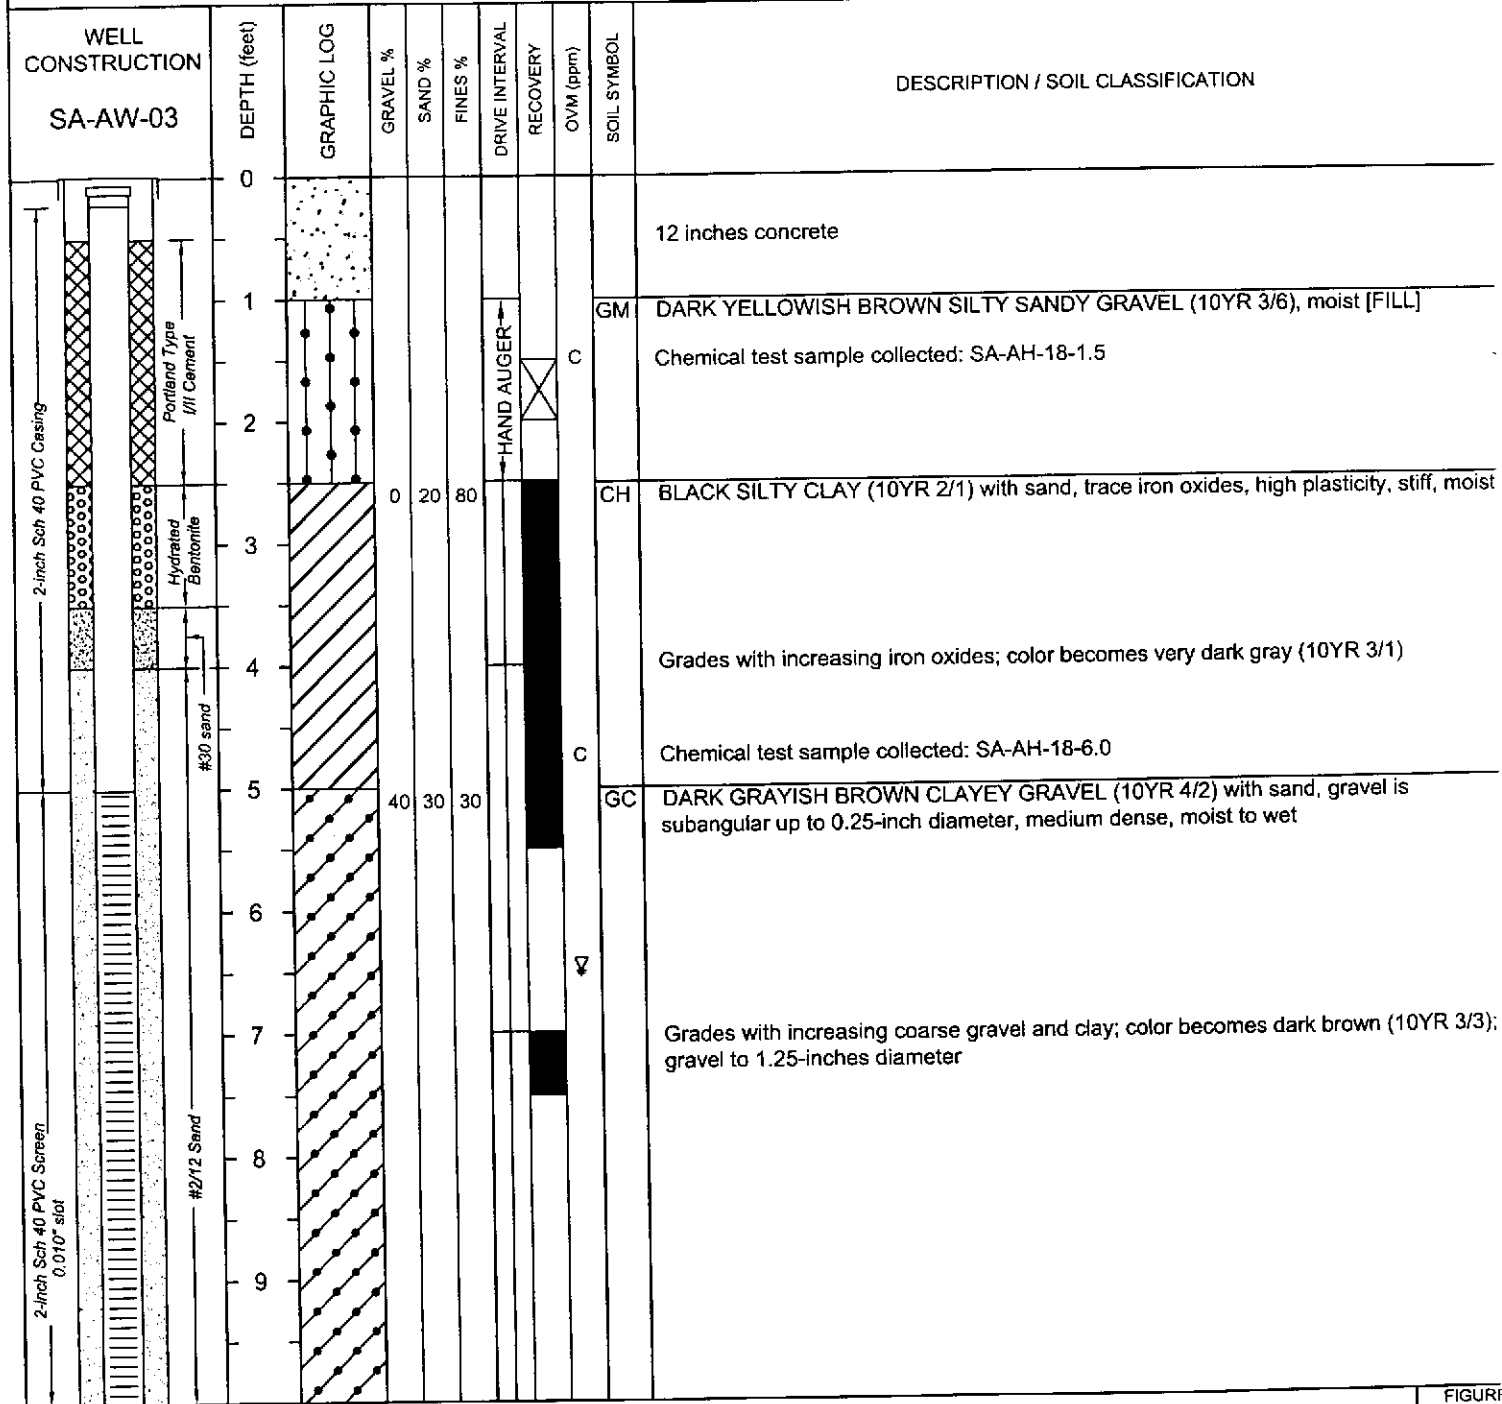 WELL
CONSTRUCTION
SA-AW-03
DEPTH (feet)
GRAPHIC LOG
GRAVEL %
SAND %
FINES %
DRIVE INTERVAL
RECOVERY
OVM (ppm)
SOIL SYMBOL
DESCRIPTION / SOIL CLASSIFICATION
0
12 inches concrete
1
GM DARK YELLOWISH BROWN SILTY SANDY GRAVEL (10YR 3/6), moist [FILL]
HAND AUGER
C Chemical test sample collected: SA-AH-18-1.5
Portland Type
I/II Cement
2
2-inch Sch 40 PVC Casing
0 20 80 CH BLACK SILTY CLAY (10YR 2/1) with sand, trace iron oxides, high plasticity, stiff, moist
Hydrated
Bentonite
3
4 Grades with increasing iron oxides; color becomes very dark gray (10YR 3/1)
#30 sand
C Chemical test sample collected: SA-AH-18-6.0
5
40 30 30 GC DARK GRAYISH BROWN CLAYEY GRAVEL (10YR 4/2) with sand, gravel is
subangular up to 0.25-inch diameter, medium dense, moist to wet
6
7 Grades with increasing coarse gravel and clay; color becomes dark brown (10YR 3/3);
gravel to 1.25-inches diameter
8
#2/12 Sand
2-Inch Sch 40 PVC Screen
0.010" slot
9
FIGURE